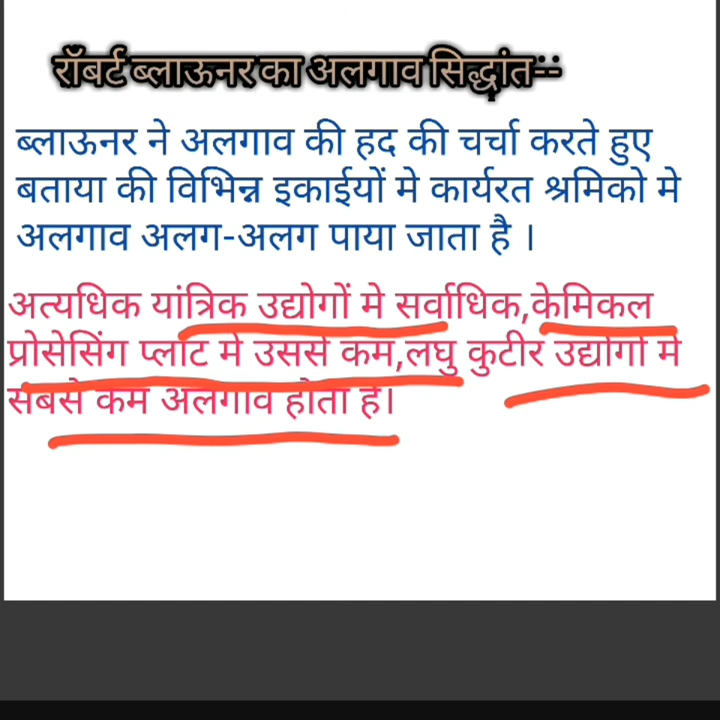 रॉबर्ट ब्लाऊनर का अलगाव सिद्धांत--
ब्लाऊनर ने अलगाव की हद की चर्चा करते हुए
बताया की विभिन्न इकाईयों मे कार्यरत श्रमिको मे
अलगाव अलग-अलग पाया जाता है ।
अत्यधिक यांत्रिक उद्योगों मे सर्वाधिक,केमिकल
प्रोसेसिंग प्लांट मे उससे कम,लघु कुटीर उद्योगों मे
सबसे कम अलगाव होता है।